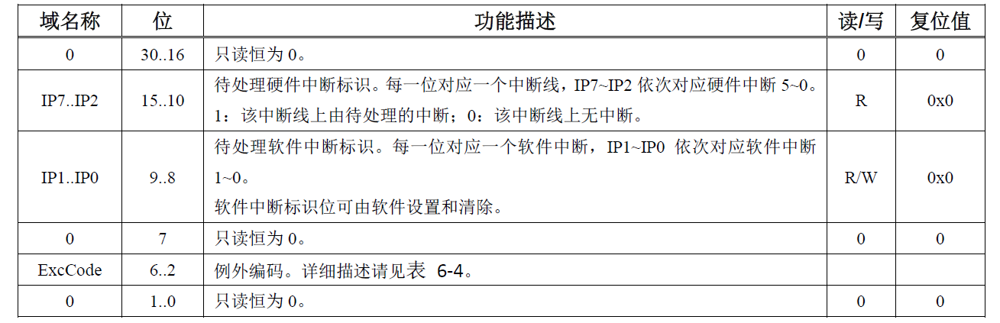 域名称 位 功能描述 读/写 复位值
0 30..16 只读恒为 0。 0 0
IP7..IP2 15..10 待处理硬件中断标识。每一位对应一个中断线，IP7~IP2 依次对应硬件中断 5~0。
1：该中断线上由待处理的中断；0：该中断线上无中断。 R 0x0
IP1..IP0 9..8 待处理软件中断标识。每一位对应一个软件中断，IP1~IP0 依次对应软件中断
1~0。 R/W 0x0
软件中断标识位可由软件设置和清除。
0 7 只读恒为 0。 0 0
ExcCode 6..2 例外编码。详细描述请见表 6-4。
0 1..0 只读恒为 0。 0 0